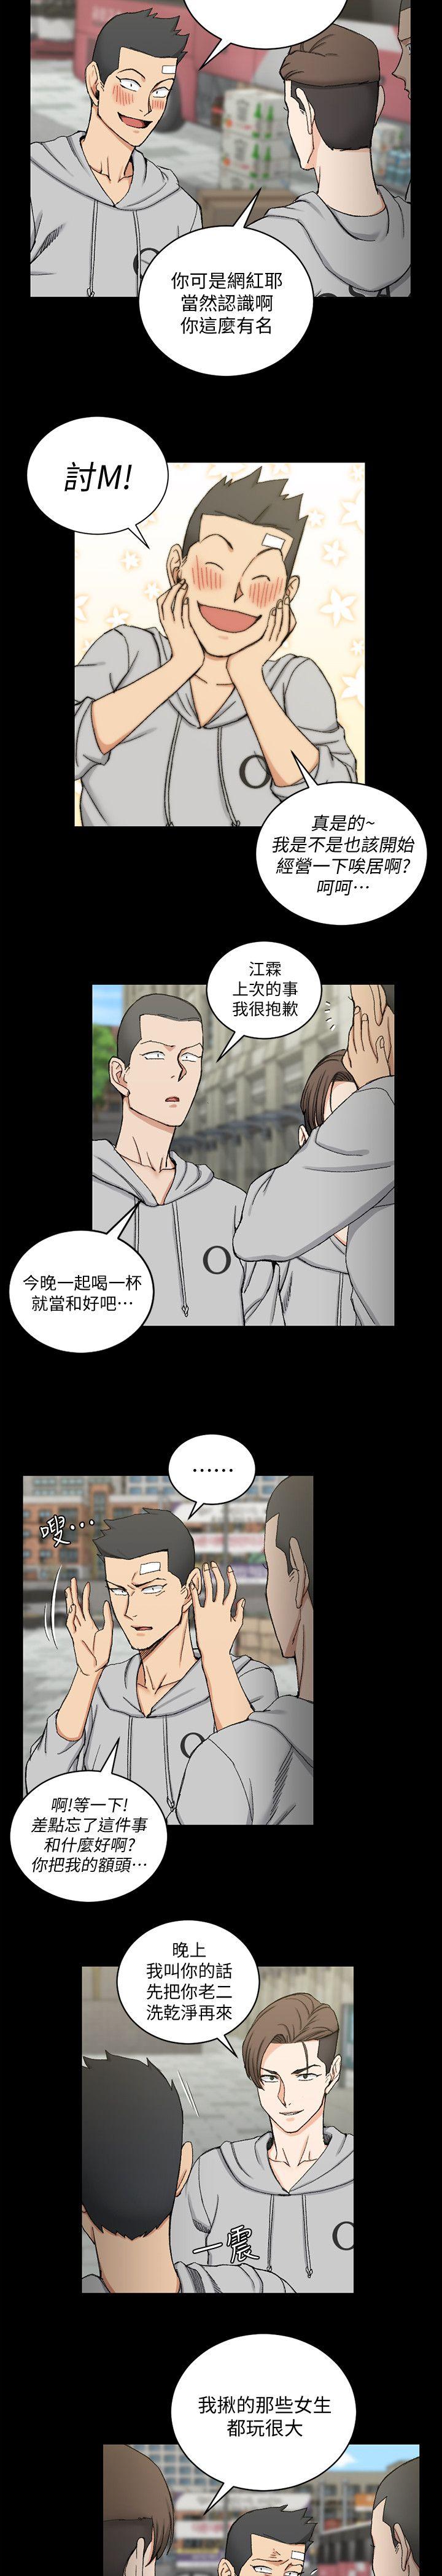 你可是網紅耶
當然認識啊
你這麼有名
討M!
真是的~
我是不是也該開始
經營一下唉居啊?
呵呵…
江霖
上次的事
我很抱歉
今晚一起喝一杯
就當和好吧…
……
嗖…
啊!等一下!
差點忘了這件事
和什麼好啊?
你把我的額頭…
晚上
我叫你的話
先把你老二
洗乾淨再來
一震
我揪的那些女生
都玩很大